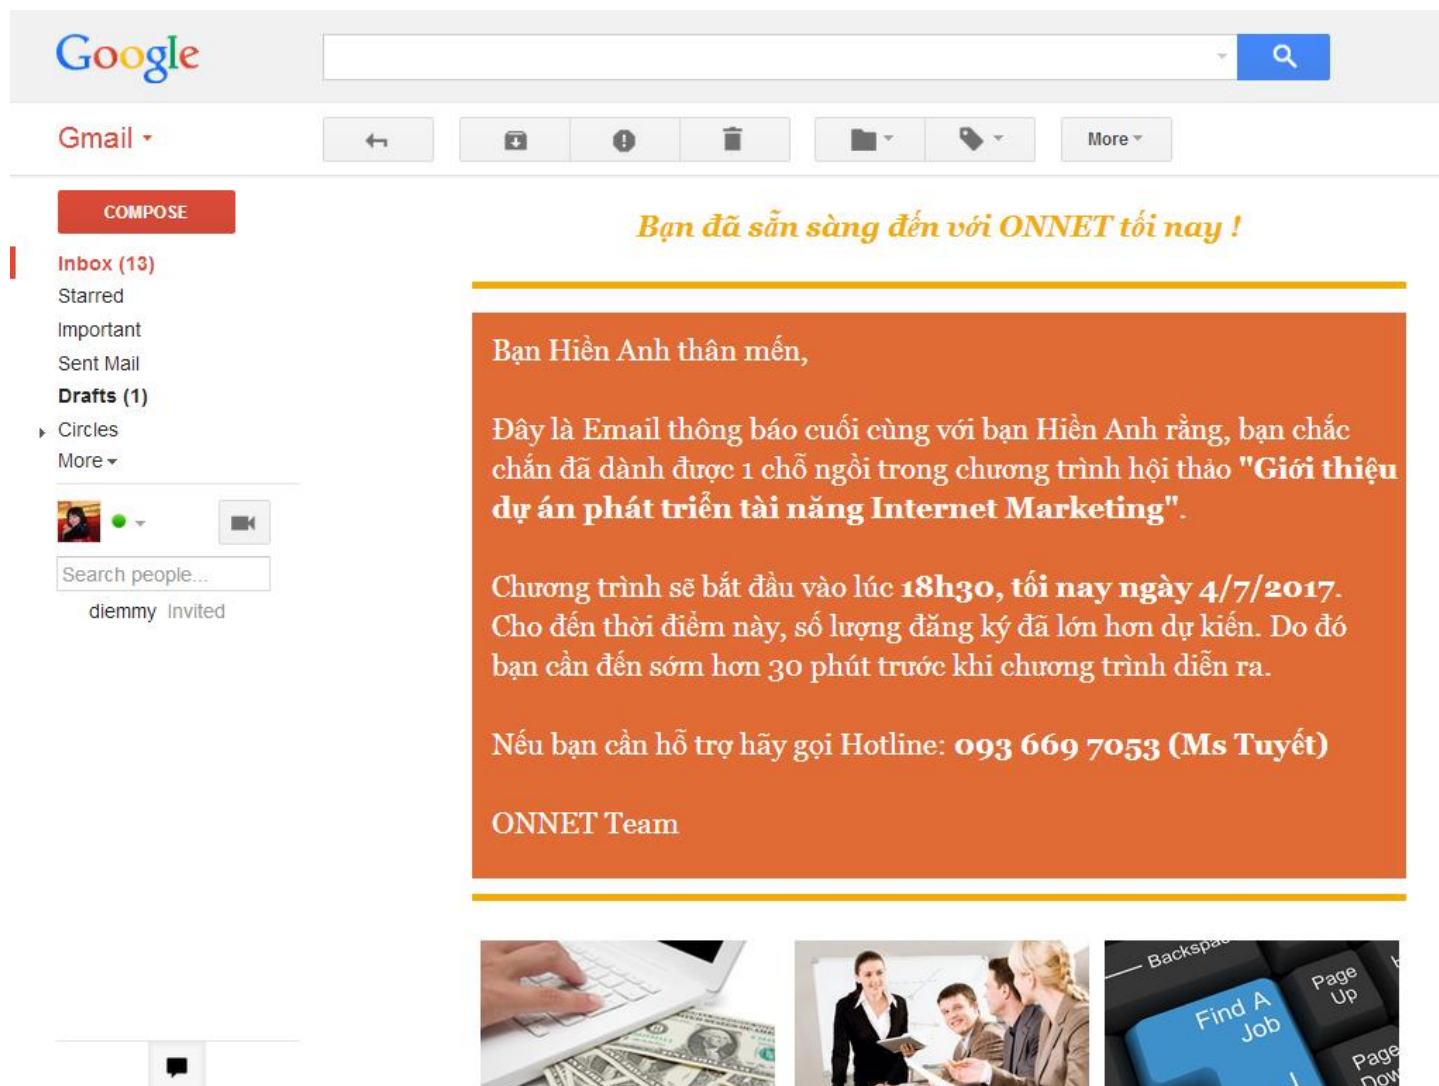 Google
Gmail
More
COMPOSE
Inbox (13)
Starred
Important
Sent Mail
Drafts (1)
Circles
More
Search people...
diemmy Invited
Bạn đã sẵn sàng đến với ONNET tối nay !
Bạn Hiền Anh thân mến,
Đây là Email thông báo cuối cùng với bạn Hiền Anh rằng, bạn chắc
chắn đã dành được 1 chỗ ngồi trong chương trình hội thảo "Giới thiệu
dự án phát triển tài năng Internet Marketing".
Chương trình sẽ bắt đầu vào lúc 18h30, tối nay ngày 4/7/2017.
Cho đến thời điểm này, số lượng đăng ký đã lớn hơn dự kiến. Do đó
bạn cần đến sớm hơn 30 phút trước khi chương trình diễn ra.
Nếu bạn cần hỗ trợ hãy gọi Hotline: 093 669 7053 (Ms Tuyết)
ONNET Team
Page
Up
Find A
Job
Page